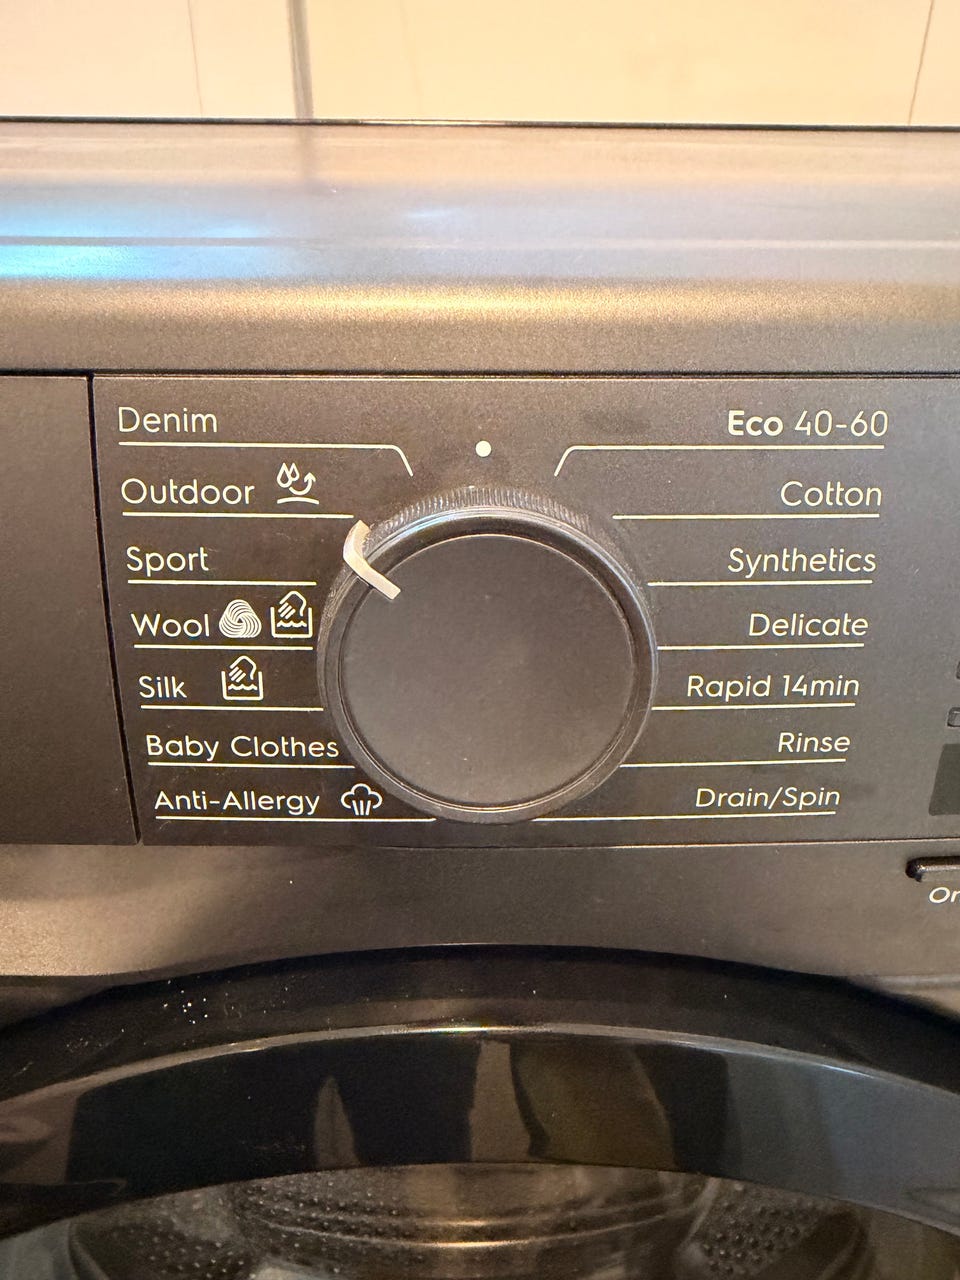 Denim
Outdoor
Sport
Wool
Silk
Baby Clothes
Anti-Allergy
Eco 40-60
Cotton
Synthetics
Delicate
Rapid 14min
Rinse
Drain/Spin